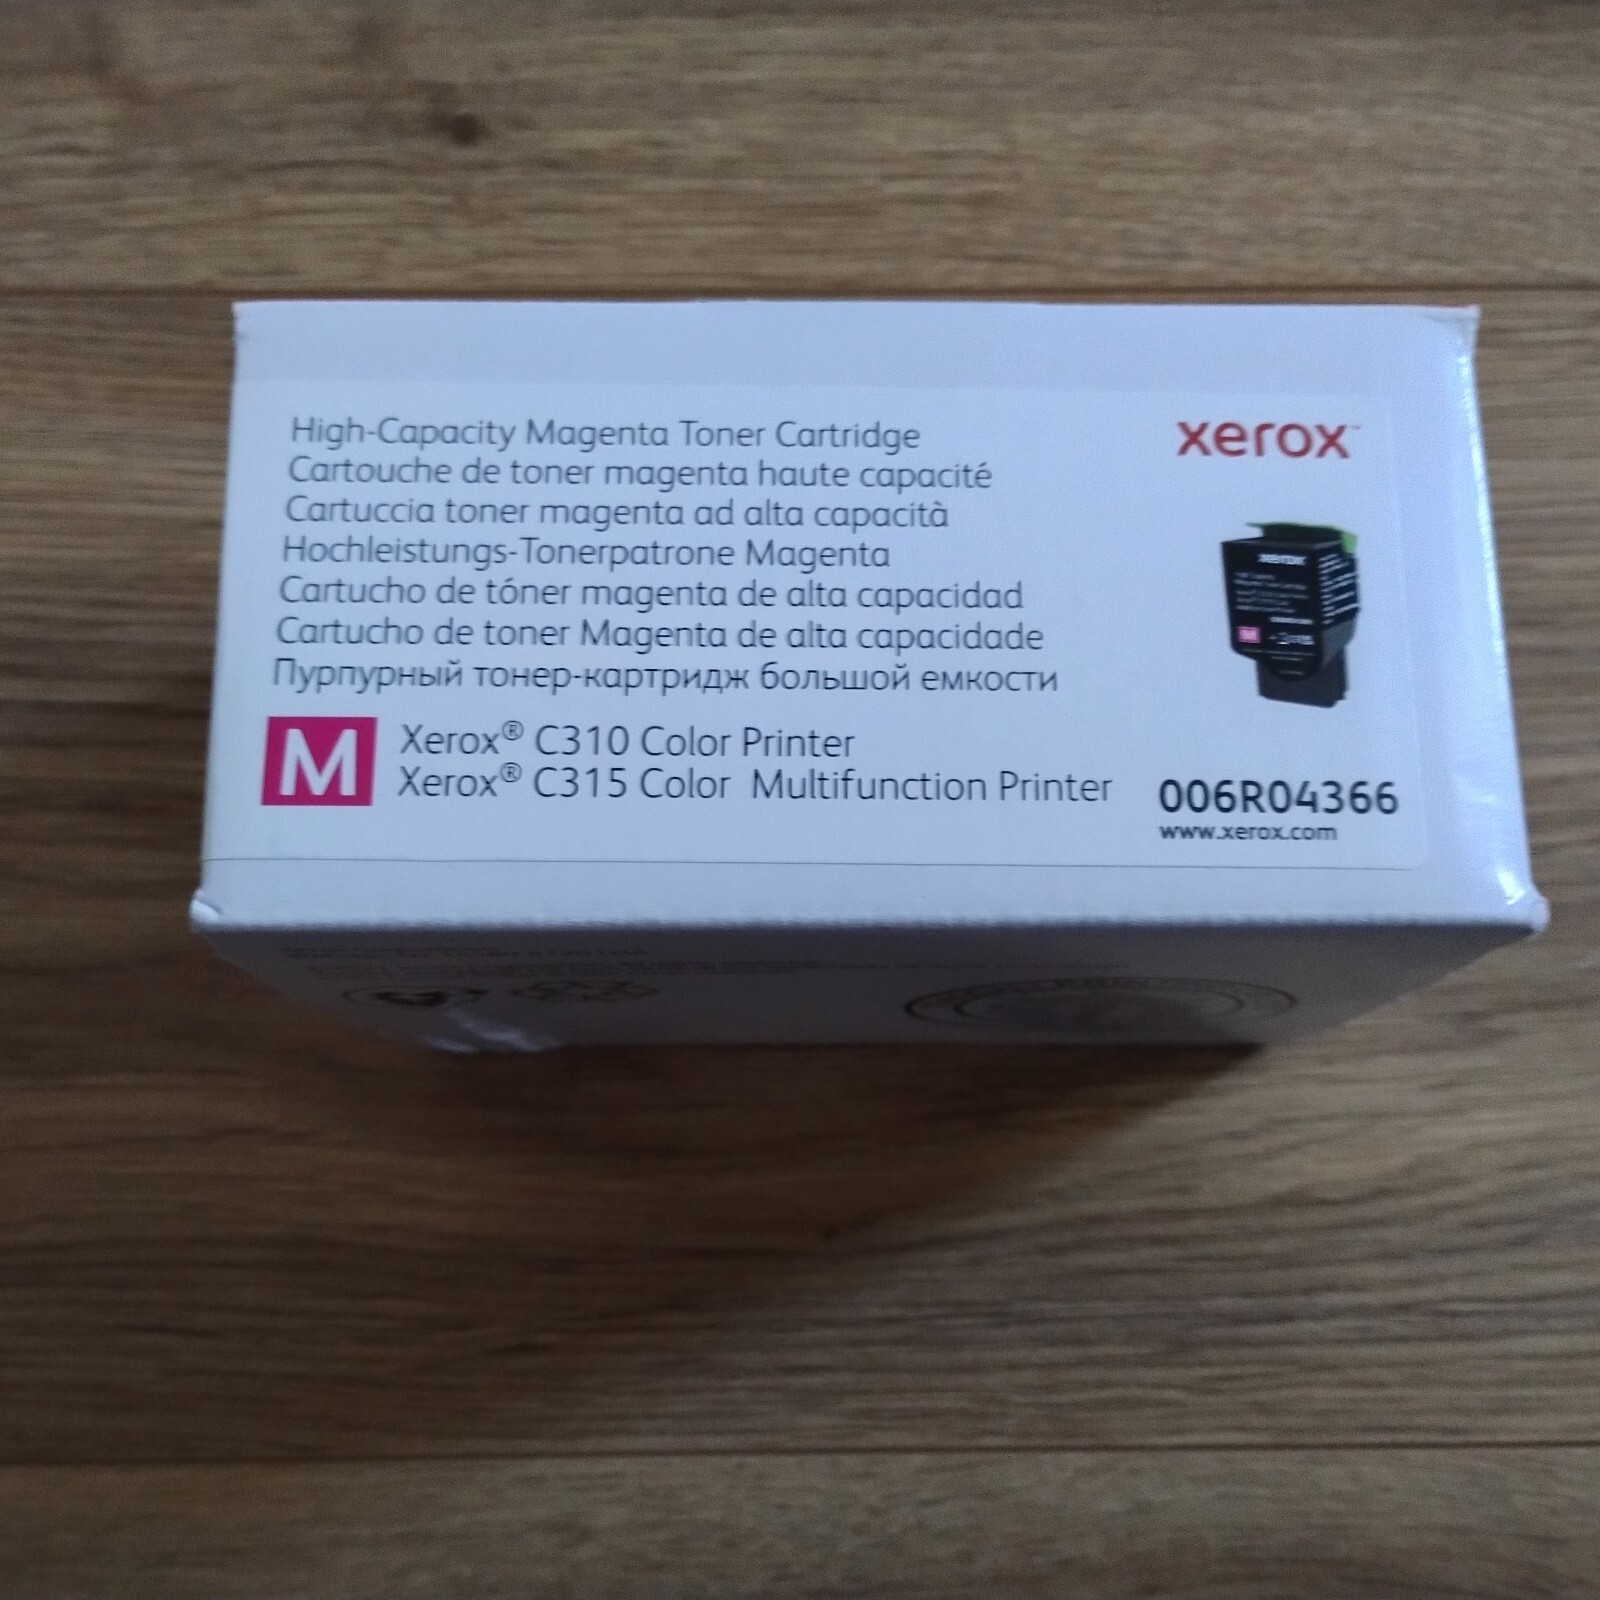 High-Capacity Magenta Toner Cartridge
Cartouche de toner magenta haute capacité
Cartuccia toner magenta ad alta capacità
Hochleistungs-Tonerpatrone Magenta
Cartucho de tóner magenta de alta capacidad
Cartucho de toner Magenta de alta capacidade
Пурпурный тонер-картридж большой емкости
xerox™
xerox
M
M
Xerox® C310 Color Printer
Xerox® C315 Color Multifunction Printer
006R04366
www.xerox.com